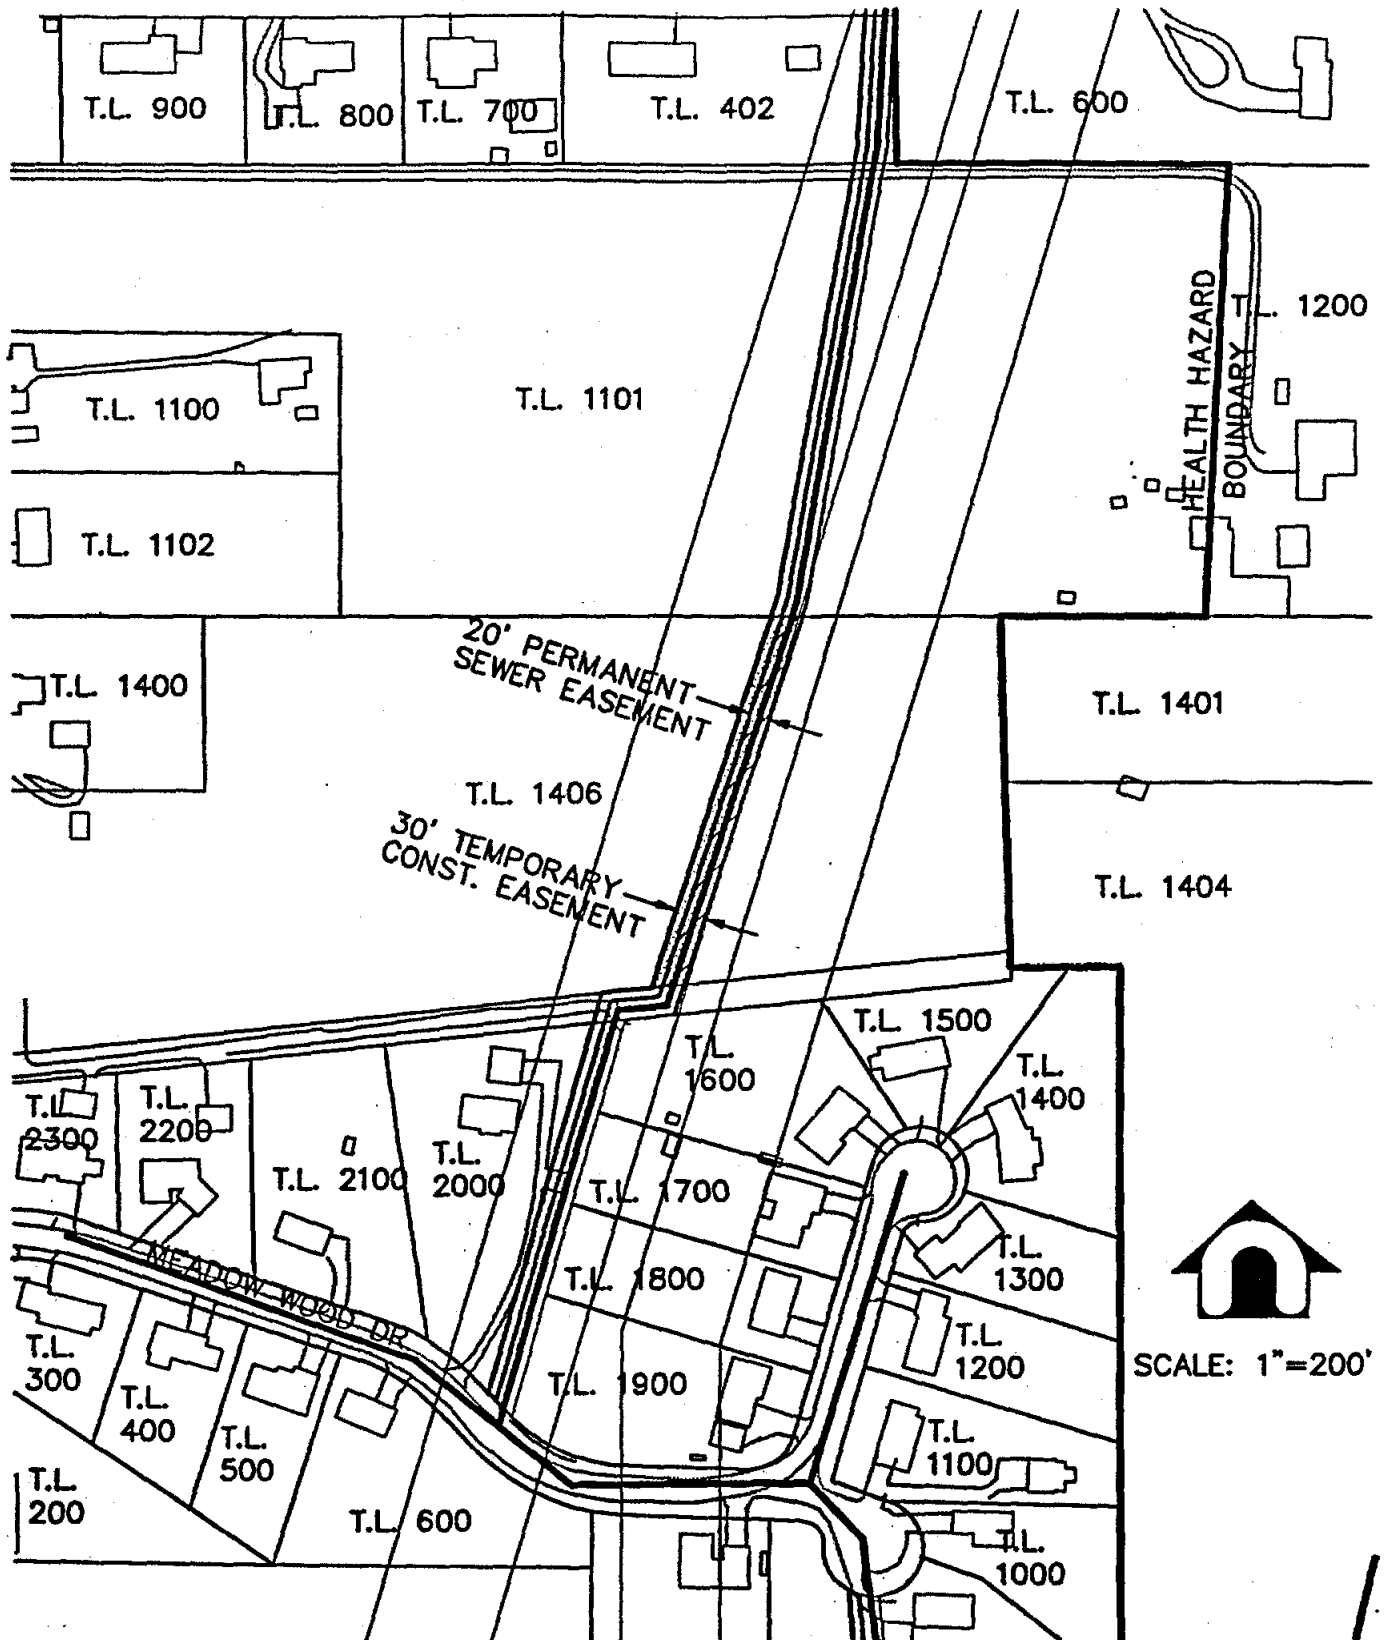 T.L. 900
T.L. 800
T.L. 700
T.L. 402
T.L. 600
HEALTH HAZARD
BOUNDARY
T.L. 1200
T.L. 1100
T.L. 1101
T.L. 1102
20' PERMANENT
SEWER EASEMENT
T.L. 1400
T.L. 1401
T.L. 1406
30' TEMPORARY
CONST. EASEMENT
T.L. 1404
T.L. 1500
T.L.
1600
T.L.
1400
T.L.
2300
T.L.
2200
T.L. 2100
T.L.
2000
T.L. 1700
MEADOW WOOD DR
T.L. 1800
T.L.
1300
T.L.
300
T.L.
400
T.L.
500
T.L. 1900
T.L.
1200
SCALE: 1"=200'
T.L.
1100
T.L.
200
T.L. 600
T.L.
1000